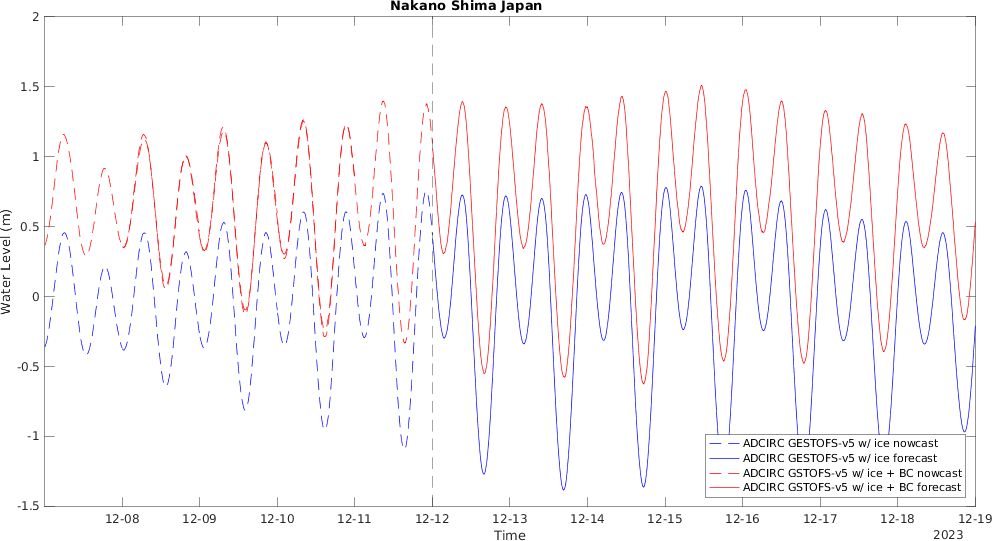 Nakano Shima Japan
2
1.5
1
0.5
0
-0.5
-1
-1.5
Water Level (m)
ADCIRC GESTOFS-v5 w/ ice nowcast
ADCIRC GESTOFS-v5 w/ ice forecast
ADCIRC GSTOFS-v5 w/ ice + BC nowcast
ADCIRC GSTOFS-v5 w/ ice + BC forecast
12-08 12-09 12-10 12-11 12-12 12-13 12-14 12-15 12-16 12-17 12-18 12-19
Time
2023